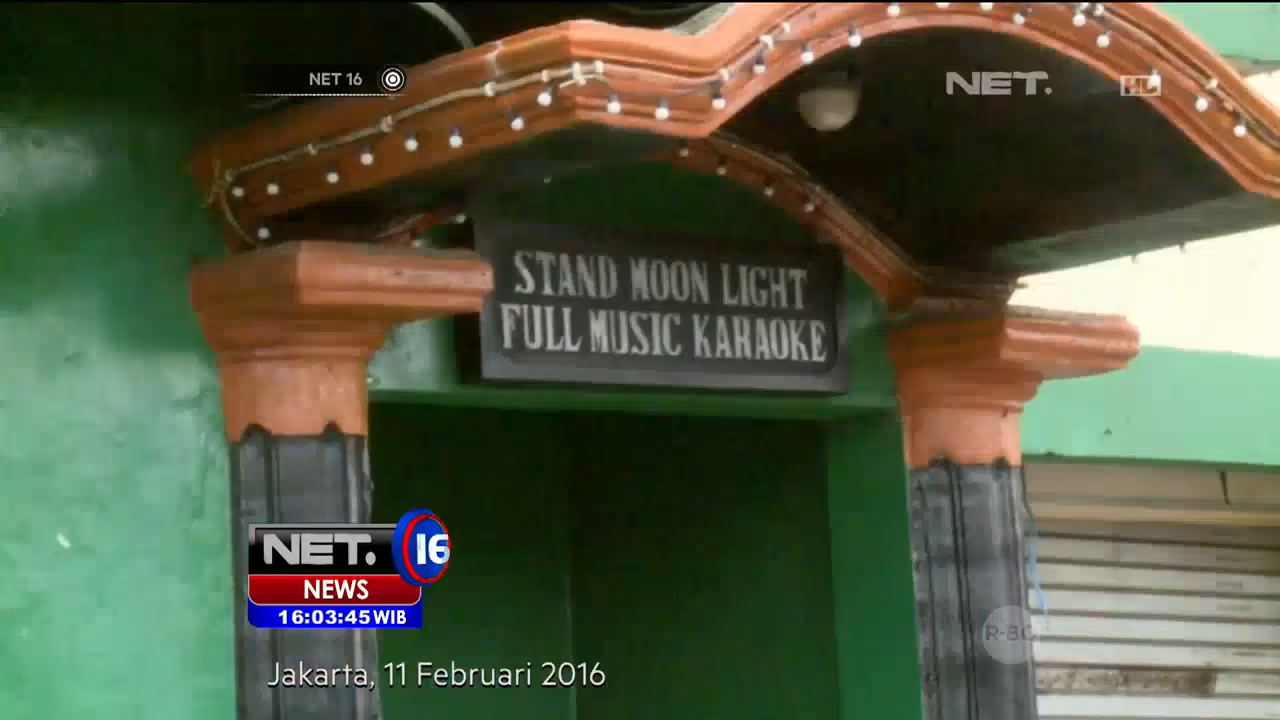 NET 16
NET.
HD
STAND MOON LIGHT
FULL MUSIC KARAOKE
NET. 16
NEWS
16:03:45 WIB
R-BO
Jakarta, 11 Februari 2016